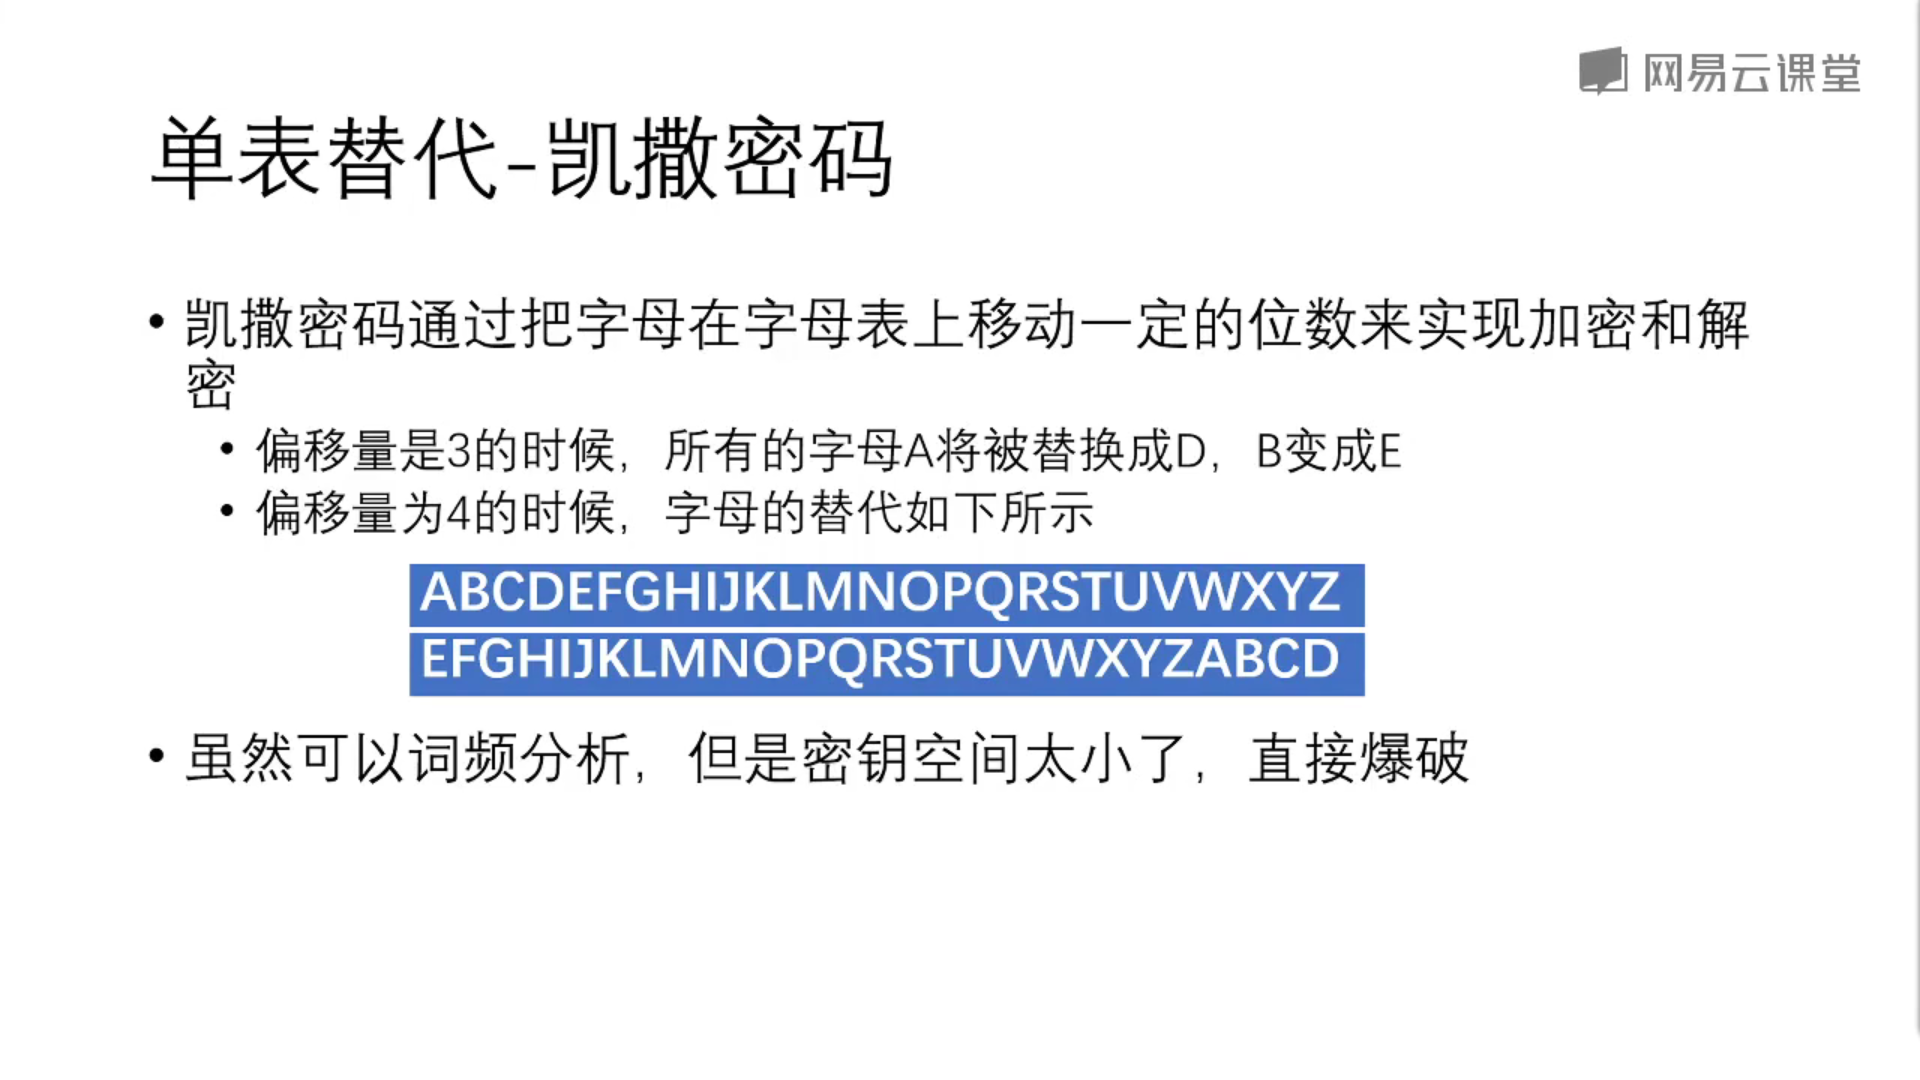 网易云课堂
单表替代-凯撒密码
• 凯撒密码通过把字母在字母表上移动一定的位数来实现加密和解
密
• 偏移量是3的时候，所有的字母A将被替换成D，B变成E
• 偏移量为4的时候，字母的替代如下所示
ABCDEFGHIJKLMNOPQRSTUVWXYZ
EFGHIJKLMNOPQRSTUVWXYZABCD
• 虽然可以词频分析，但是密钥空间太小了，直接爆破